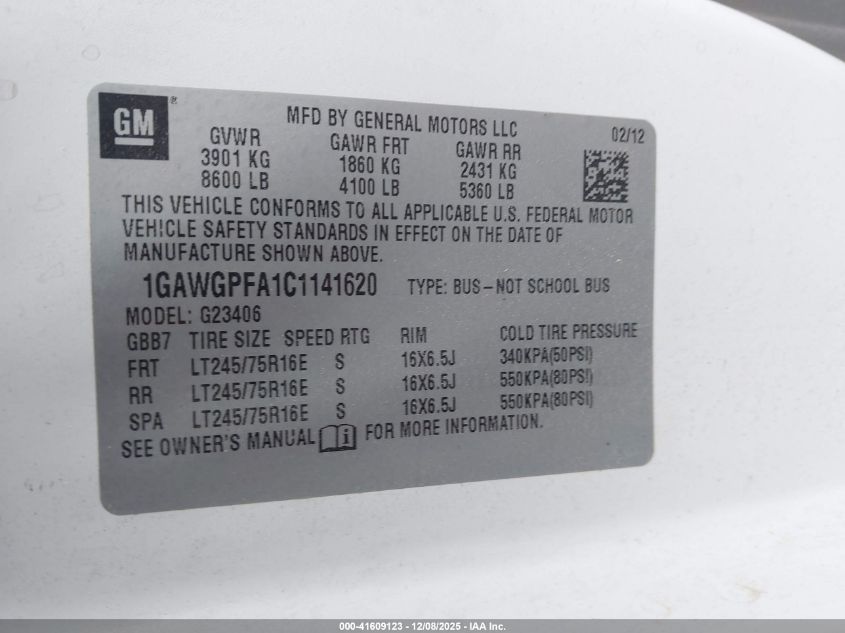 GM®
MFD BY GENERAL MOTORS LLC 02/12
GVWR GAWR FRT GAWR RR
3901 KG 1860 KG 2431 KG
8600 LB 4100 LB 5360 LB
THIS VEHICLE CONFORMS TO ALL APPLICABLE U.S. FEDERAL MOTOR
VEHICLE SAFETY STANDARDS IN EFFECT ON THE DATE OF
MANUFACTURE SHOWN ABOVE.
1GAWGPFA1C1141620 TYPE: BUS-NOT SCHOOL BUS
MODEL: G23406
GBB7 TIRE SIZE SPEED RTG RIM COLD TIRE PRESSURE
FRT LT245/75R16E S 16X6.5J 340KPA(50PSI)
RR LT245/75R16E S 16X6.5J 550KPA(80PSI)
SPA LT245/75R16E S 16X6.5J 550KPA(80PSI)
SEE OWNER'S MANUAL i FOR MORE INFORMATION.
000-41609123 - 12/08/2025 - IAA Inc.